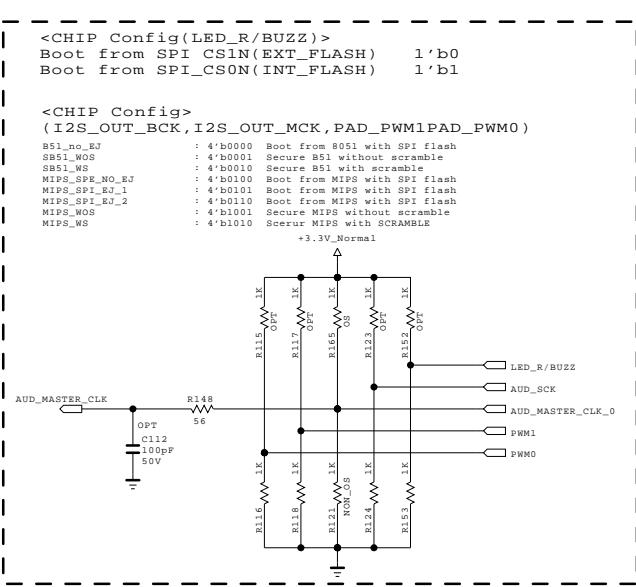 <CHIP Config(LED_R/BUZZ)>
Boot from SPI CS1N(EXT_FLASH) 1'b0
Boot from SPI_CS0N(INT_FLASH) 1'b1
<CHIP Config>
(I2S_OUT_BCK,I2S_OUT_MCK,PAD_PWM1PAD_PWM0)
B51_no_EJ : 4'b0000 Boot from 8051 with SPI flash
SB51_WOS : 4'b0001 Secure B51 without scramble
SB51_WS : 4'b0010 Secure B51 with scramble
MIPS_SPE_NO_EJ : 4'b0100 Boot from MIPS with SPI flash
MIPS_SPI_EJ_1 : 4'b0101 Boot from MIPS with SPI flash
MIPS_SPI_EJ_2 : 4'b0110 Boot from MIPS with SPI flash
MIPS_WOS : 4'b1001 Secure MIPS without scramble
MIPS_WS : 4'b1010 Scerur MIPS with SCRAMBLE
+3.3V_Normal
R115 1K OPT
R117 1K OPT
R165 1K OS
R123 1K OPT
R152 1K OPT
LED_R/BUZZ
AUD_SCK
AUD_MASTER_CLK
R148
56
AUD_MASTER_CLK_0
OPT
C112
100pF
50V
PWM1
PWM0
R116 1K
R118 1K
R121 1K NON_OS
R124 1K
R153 1K